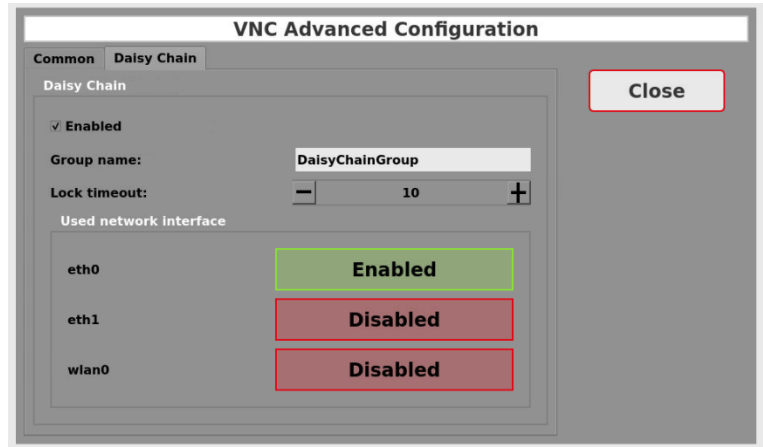 VNC Advanced Configuration
Common Daisy Chain
Daisy Chain
Close
Enabled
Group name: DaisyChainGroup
Lock timeout: 10
Used network interface
eth0 Enabled
eth1 Disabled
wlan0 Disabled